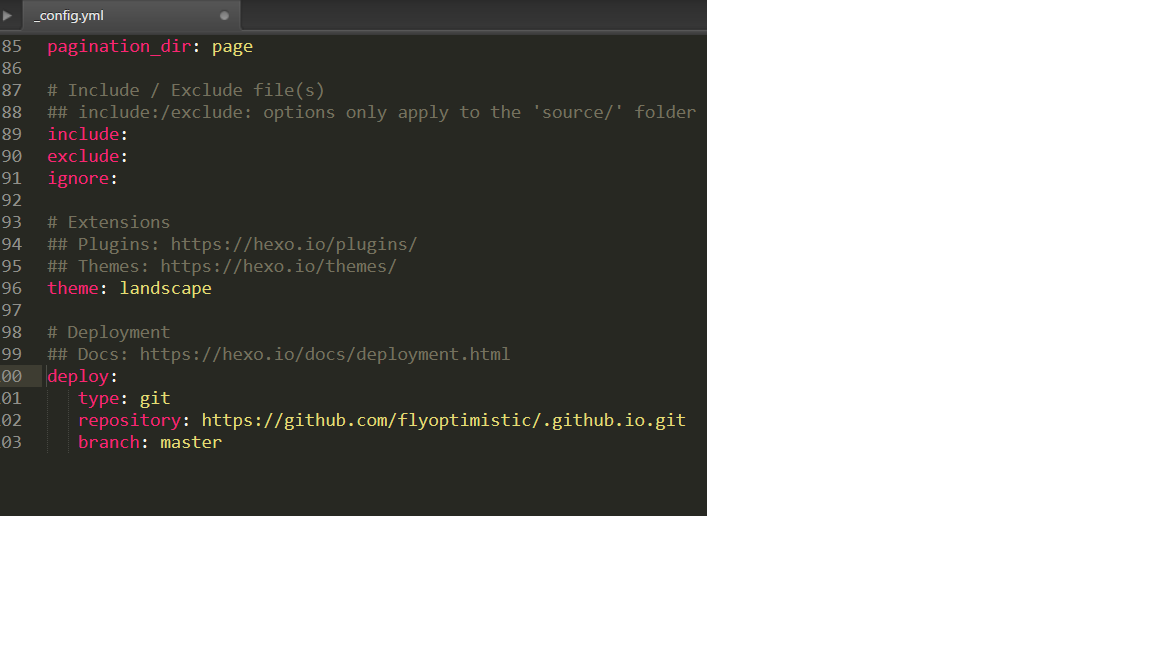 _config.yml
85 pagination_dir: page
86
87 # Include / Exclude file(s)
88 ## include:/exclude: options only apply to the 'source/' folder
89 include:
90 exclude:
91 ignore:
92
93 # Extensions
94 ## Plugins: https://hexo.io/plugins/
95 ## Themes: https://hexo.io/themes/
96 theme: landscape
97
98 # Deployment
99 ## Docs: https://hexo.io/docs/deployment.html
00 deploy:
01 type: git
02 repository: https://github.com/flyoptimistic/.github.io.git
03 branch: master